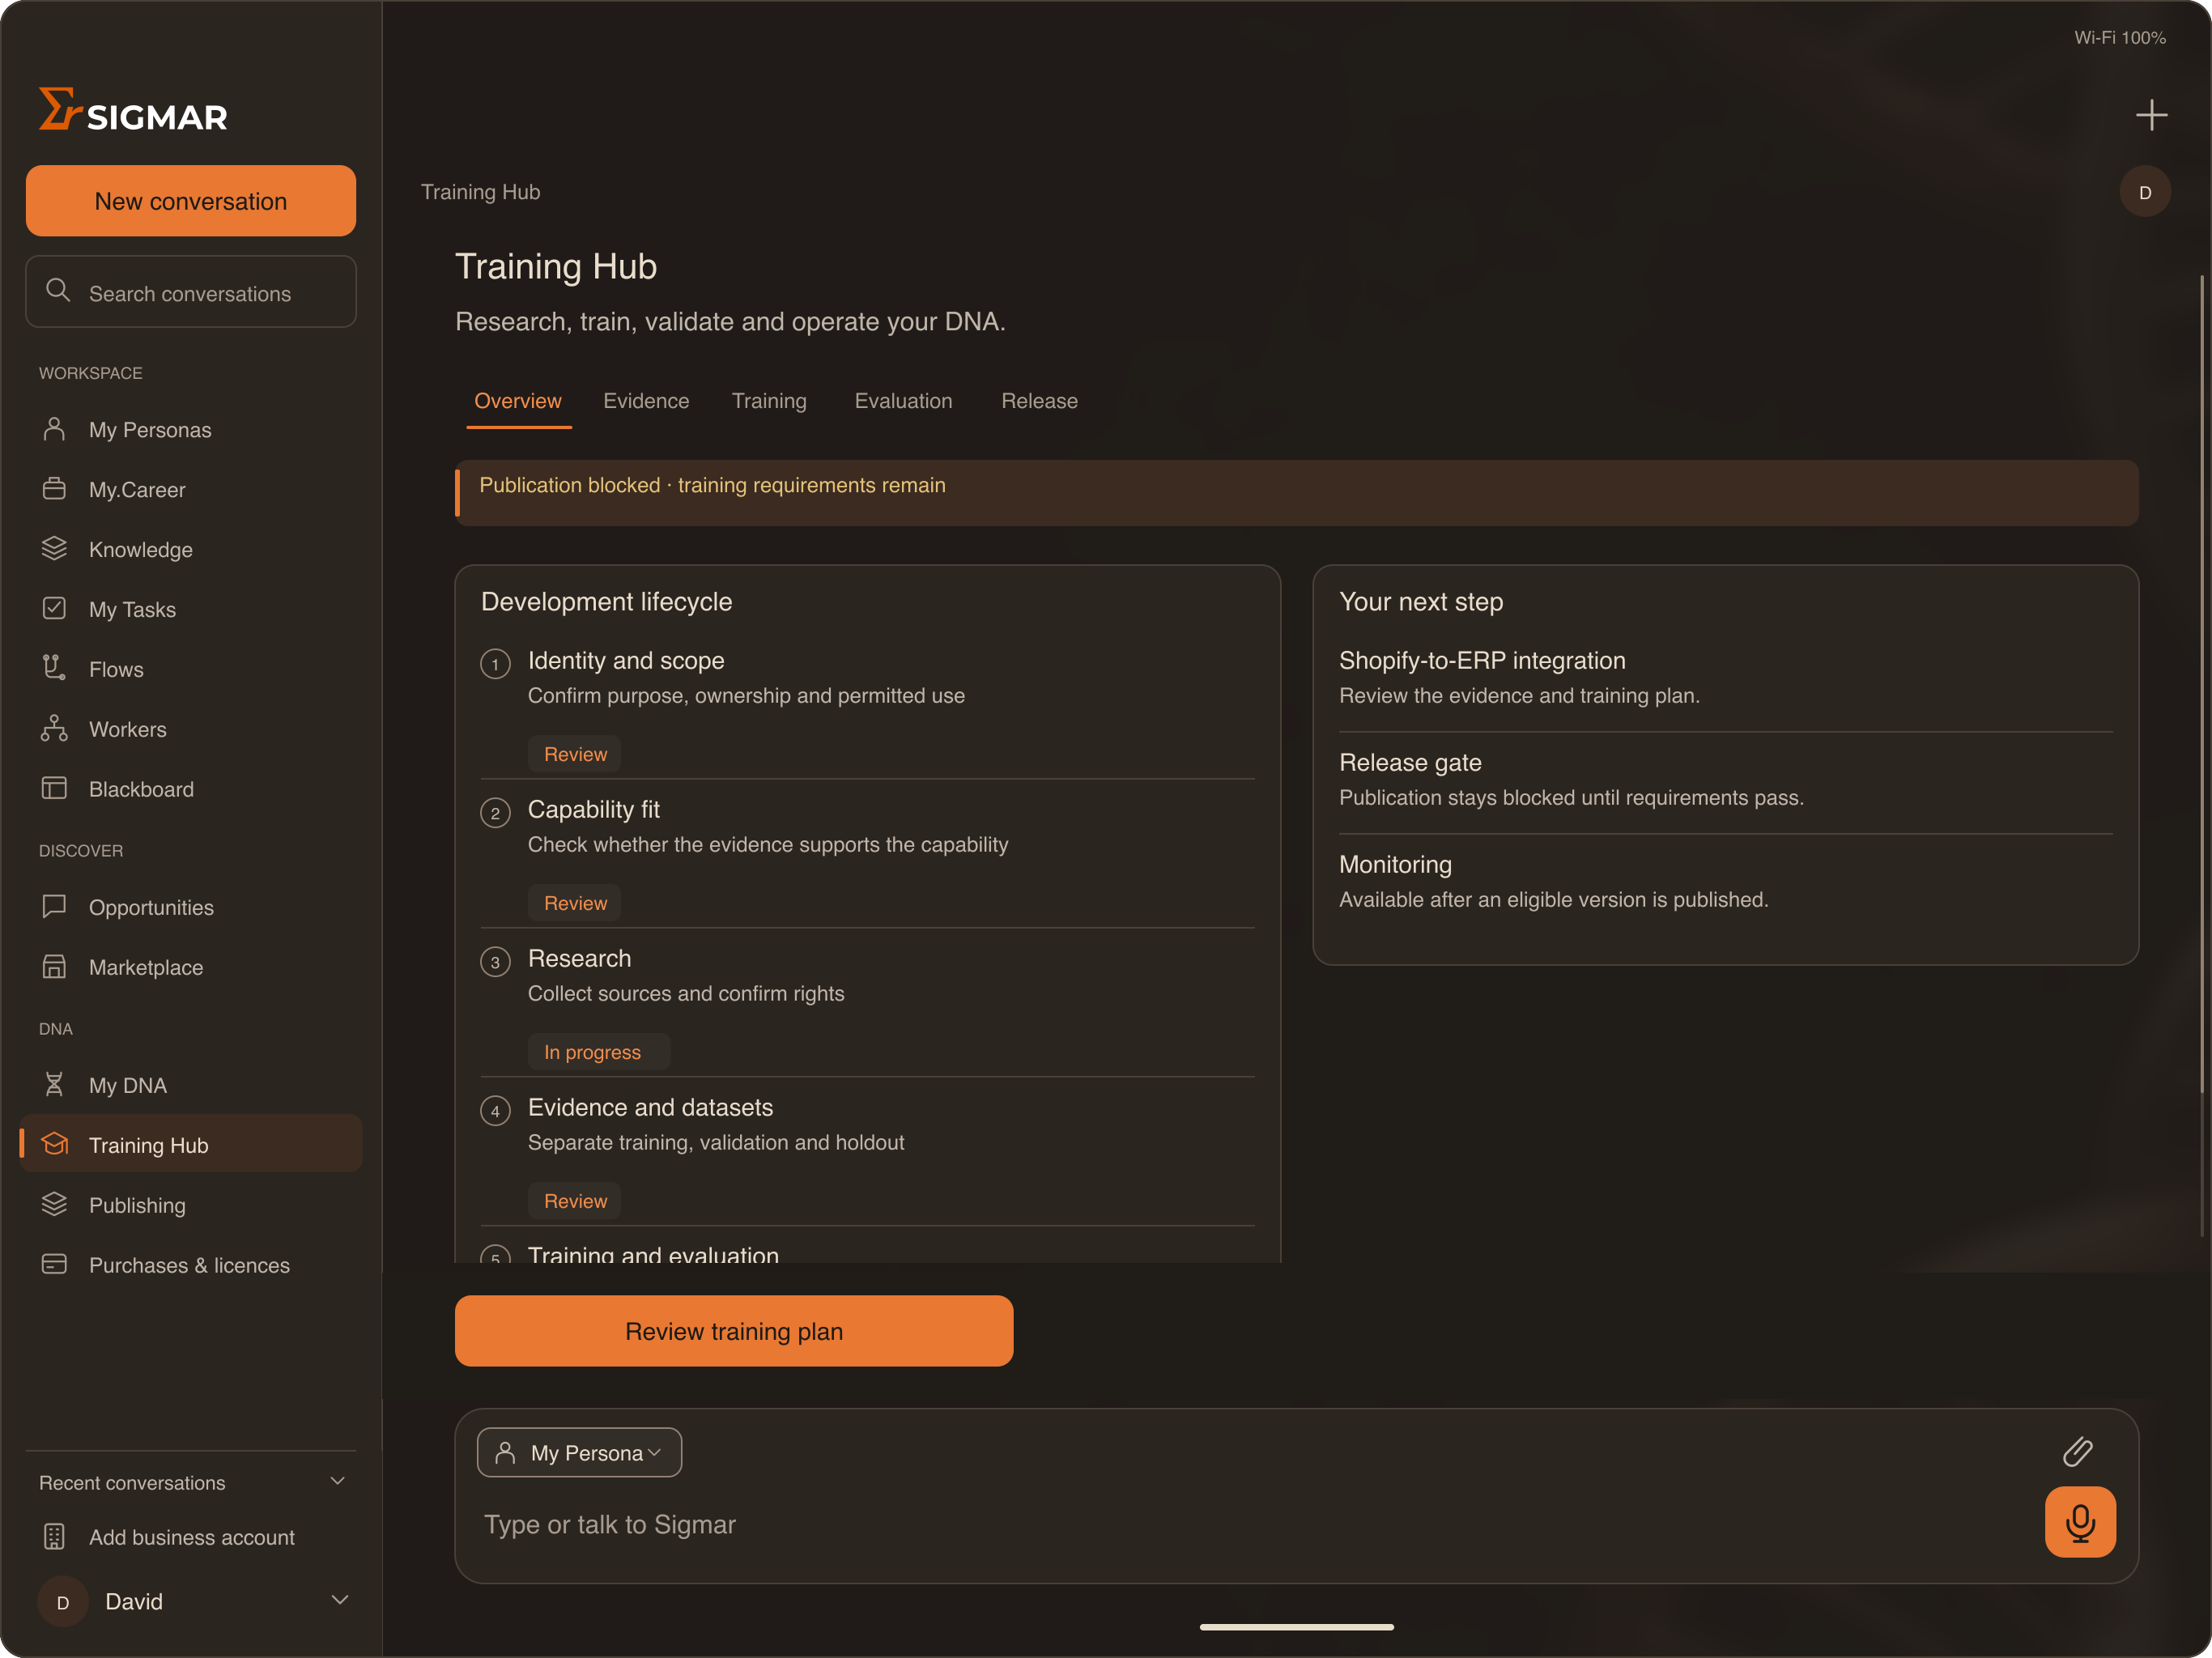 Wi-Fi 100%
Σr SIGMAR
New conversation
Search conversations
WORKSPACE
My Personas
My.Career
Knowledge
My Tasks
Flows
Workers
Blackboard
DISCOVER
Opportunities
Marketplace
DNA
My DNA
Training Hub
Publishing
Purchases & licences
Recent conversations
Add business account
D
David
Training Hub
D
Training Hub
Research, train, validate and operate your DNA.
Overview
Evidence
Training
Evaluation
Release
Publication blocked · training requirements remain
Development lifecycle
1 Identity and scope
Confirm purpose, ownership and permitted use
Review
2 Capability fit
Check whether the evidence supports the capability
Review
3 Research
Collect sources and confirm rights
In progress
4 Evidence and datasets
Separate training, validation and holdout
Review
5 Training and evaluation
Your next step
Shopify-to-ERP integration
Review the evidence and training plan.
Release gate
Publication stays blocked until requirements pass.
Monitoring
Available after an eligible version is published.
Review training plan
My Persona
Type or talk to Sigmar